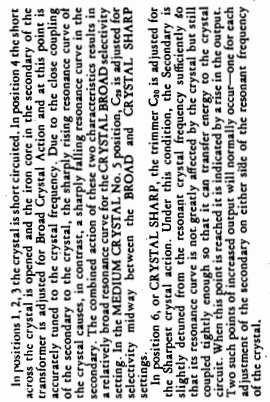 In positions 1, 2, 3 the crystal is short circuited. In position 4 the short
across the crystal is opened and the trimmer C₂₈ in the secondary of the
transformer is adjusted for Broad Crystal Action and at this point is
accurately tuned to the crystal frequency. Due to the close coupling
of the secondary to the crystal, the sharply rising resonance curve of
the crystal causes, in contrast, a sharply falling resonance curve in the
secondary. The combined action of these two characteristics results in
a relatively broad resonance curve for the CRYSTAL BROAD selectivity
setting. In the MEDIUM CRYSTAL No. 5 position, C₂₉ is adjusted for
selectivity midway between the BROAD and CRYSTAL SHARP
settings.
In position 6, or CRYSTAL SHARP, the trimmer C₃₀ is adjusted for
the Sharpest Crystal action. Under this condition, the Secondary is
slightly detuned from the resonant crystal frequency sufficiently so
that its resonance curve is not greatly affected by the crystal but still
coupled tightly enough so that it can transfer energy to the crystal
circuit. When this point is reached it is indicated by a rise in the output.
Two such points of increased output will normally occur—one for each
adjustment of the secondary on either side of the resonant frequency
of the crystal.